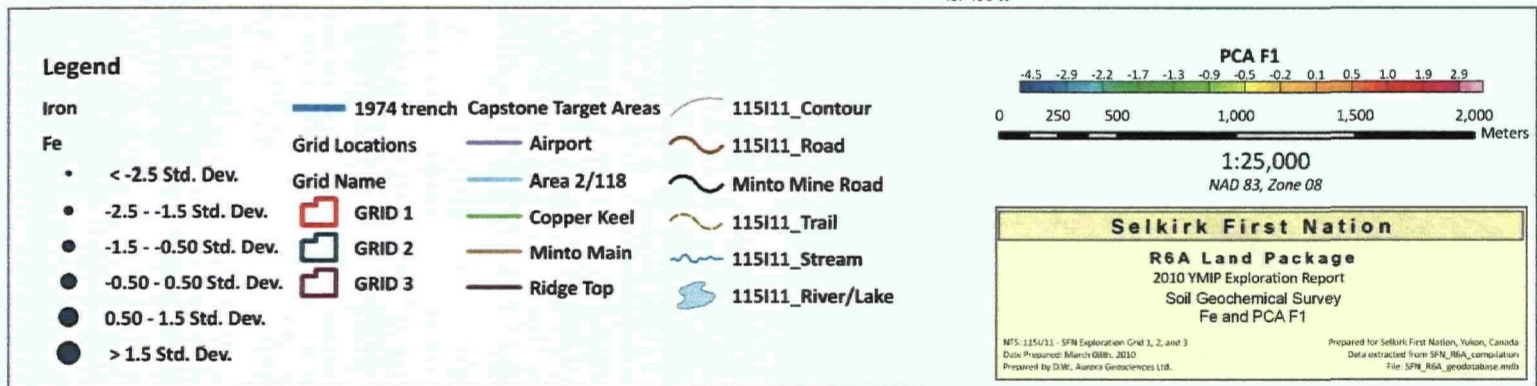 Legend
Iron
Fe
< -2.5 Std. Dev.
-2.5 - -1.5 Std. Dev.
-1.5 - -0.50 Std. Dev.
-0.50 - 0.50 Std. Dev.
0.50 - 1.5 Std. Dev.
> 1.5 Std. Dev.
1974 trench
Grid Locations
Grid Name
GRID 1
GRID 2
GRID 3
Capstone Target Areas
Airport
Area 2/118
Copper Keel
Minto Main
Ridge Top
115I11_Contour
115I11_Road
Minto Mine Road
115I11_Trail
115I11_Stream
115I11_River/Lake
PCA F1
-4.5 -2.9 -2.2 -1.7 -1.3 -0.9 -0.5 -0.2 0.1 0.5 1.0 1.9 2.9
0 250 500 1,000 1,500 2,000
Meters
1:25,000
NAD 83, Zone 08
Selkirk First Nation
R6A Land Package
2010 YMIP Exploration Report
Soil Geochemical Survey
Fe and PCA F1
NTS: 115I/11 - SFN Exploration Grid 1, 2, and 3
Date Prepared: March 08th, 2010
Prepared by D.W., Aurora Geosciences Ltd.
Prepared for Selkirk First Nation, Yukon, Canada
Data extracted from SFN_R6A_compilation
File: SFN_R6A_geodatabase.mdb